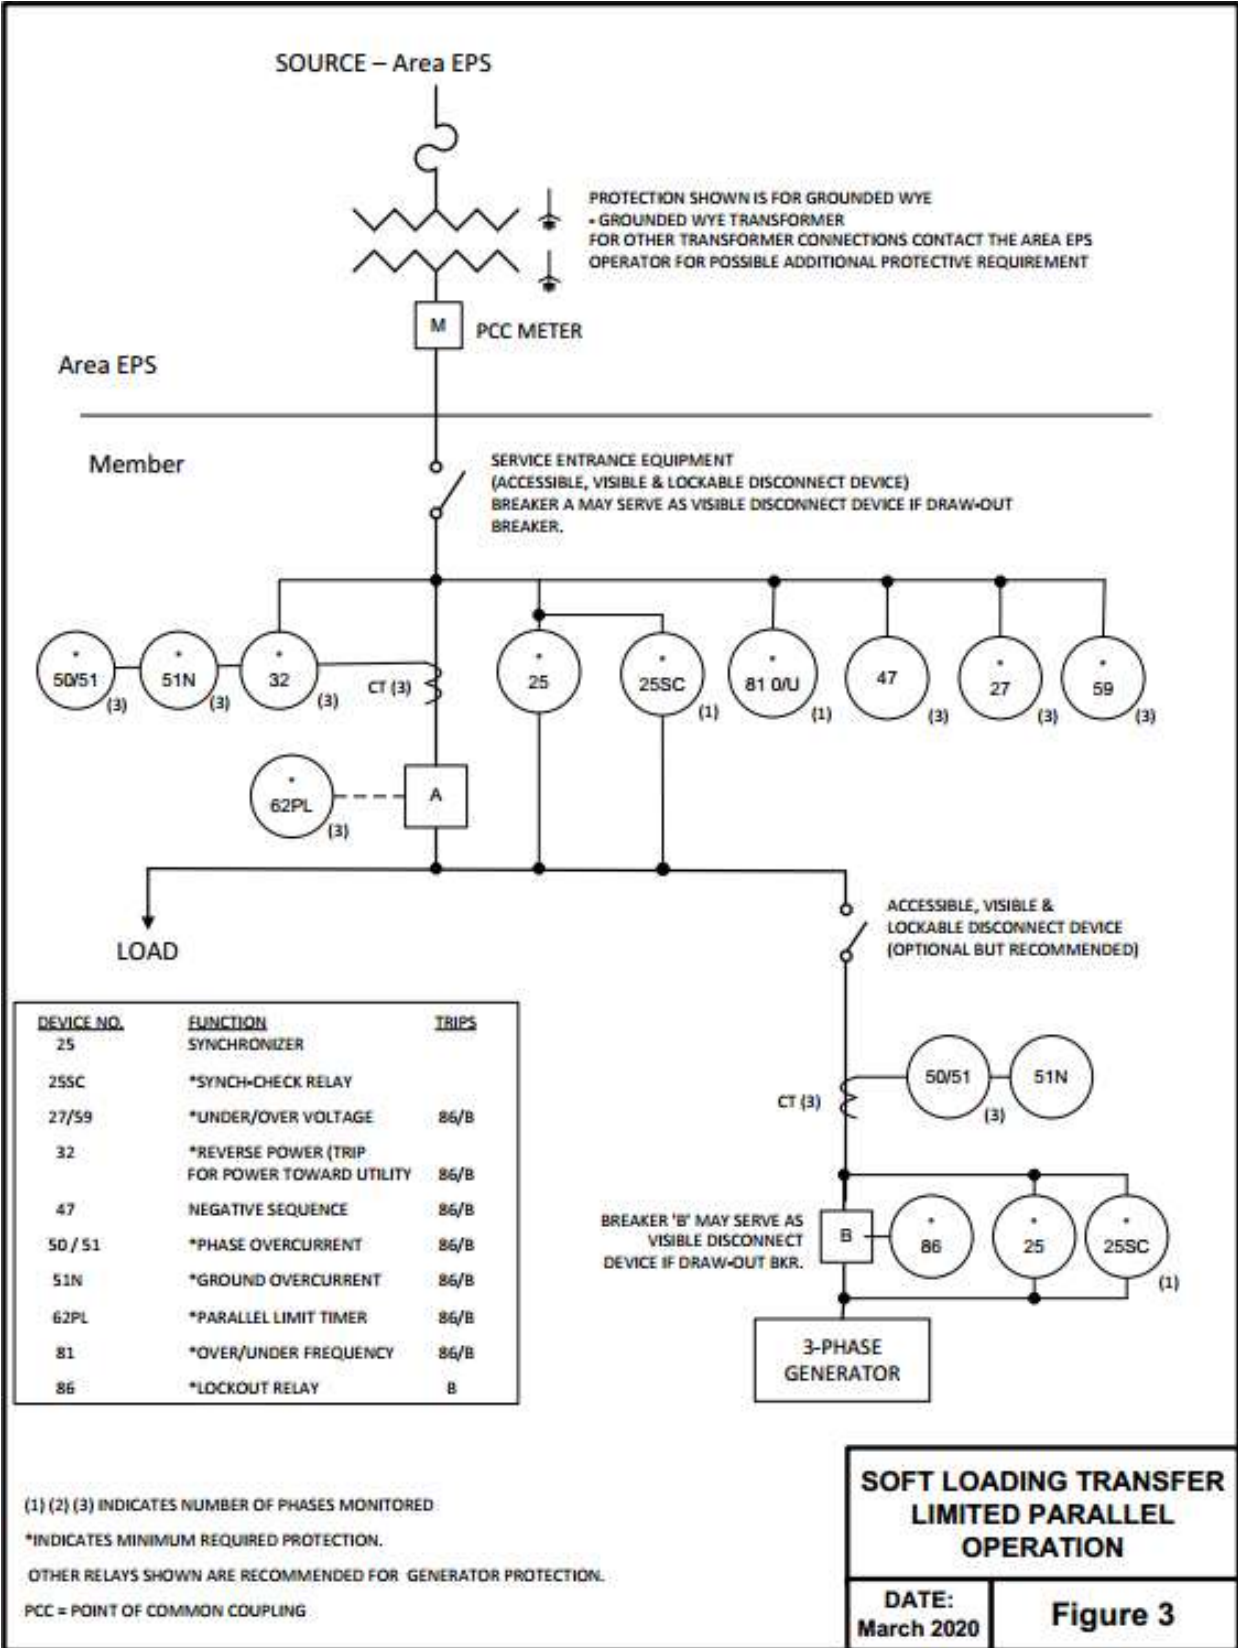 SOURCE – Area EPS
PROTECTION SHOWN IS FOR GROUNDED WYE
- GROUNDED WYE TRANSFORMER
FOR OTHER TRANSFORMER CONNECTIONS CONTACT THE AREA EPS
OPERATOR FOR POSSIBLE ADDITIONAL PROTECTIVE REQUIREMENT
M
PCC METER
Area EPS
Member
SERVICE ENTRANCE EQUIPMENT
(ACCESSIBLE, VISIBLE & LOCKABLE DISCONNECT DEVICE)
BREAKER A MAY SERVE AS VISIBLE DISCONNECT DEVICE IF DRAW-OUT
BREAKER.
* 50/51 (3)
* 51N (3)
* 32 (3)
CT (3)
* 25
* 25SC (1)
* 81 0/U (1)
47 (3)
* 27 (3)
* 59 (3)
* 62PL (3)
A
LOAD
ACCESSIBLE, VISIBLE &
LOCKABLE DISCONNECT DEVICE
(OPTIONAL BUT RECOMMENDED)
CT (3)
50/51 (3)
51N
BREAKER 'B' MAY SERVE AS
VISIBLE DISCONNECT
DEVICE IF DRAW-OUT BKR.
B
* 86
* 25
* 25SC (1)
3-PHASE
GENERATOR
DEVICE NO. FUNCTION TRIPS
25 SYNCHRONIZER
25SC *SYNCH-CHECK RELAY
27/59 *UNDER/OVER VOLTAGE 86/B
32 *REVERSE POWER (TRIP
FOR POWER TOWARD UTILITY 86/B
47 NEGATIVE SEQUENCE 86/B
50 / 51 *PHASE OVERCURRENT 86/B
51N *GROUND OVERCURRENT 86/B
62PL *PARALLEL LIMIT TIMER 86/B
81 *OVER/UNDER FREQUENCY 86/B
86 *LOCKOUT RELAY B
(1) (2) (3) INDICATES NUMBER OF PHASES MONITORED
*INDICATES MINIMUM REQUIRED PROTECTION.
OTHER RELAYS SHOWN ARE RECOMMENDED FOR GENERATOR PROTECTION.
PCC = POINT OF COMMON COUPLING
SOFT LOADING TRANSFER
LIMITED PARALLEL
OPERATION
DATE:
March 2020
Figure 3